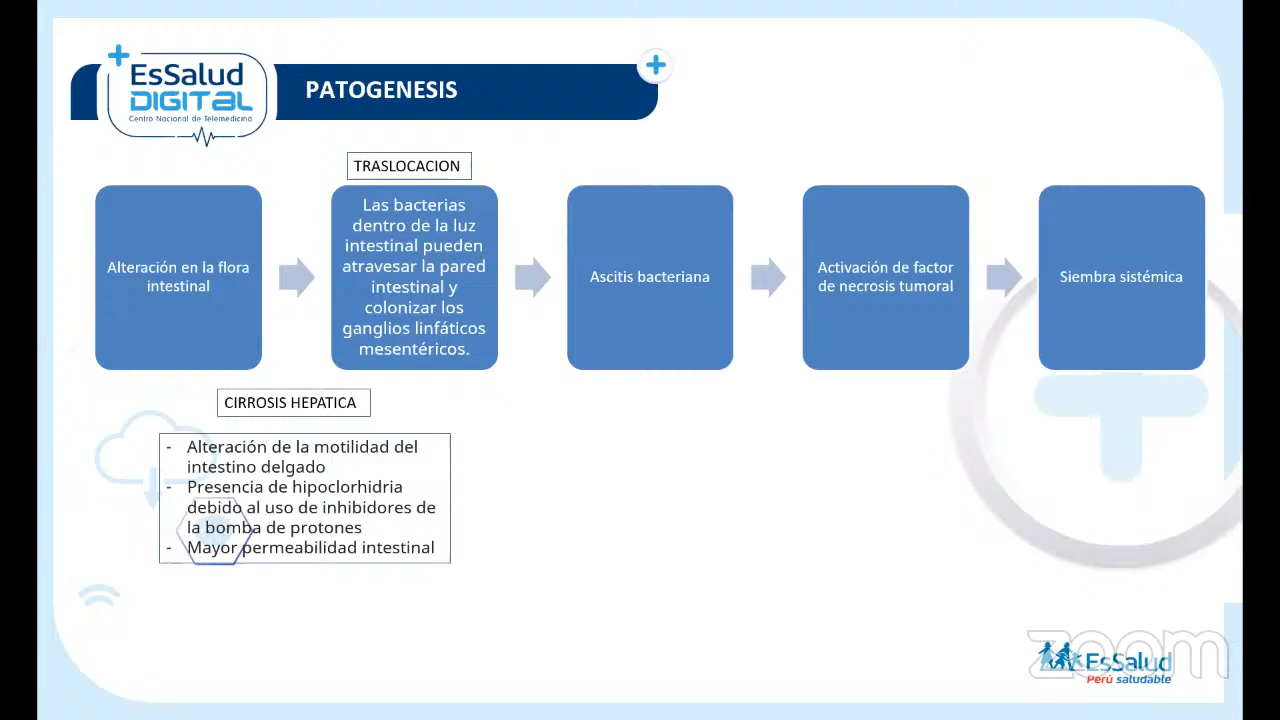 EsSalud
DIGITAL
Centro Nacional de Telemedicina
PATOGENESIS
TRASLOCACION
Alteración en la flora
intestinal
Las bacterias
dentro de la luz
intestinal pueden
atravesar la pared
intestinal y
colonizar los
ganglios linfáticos
mesentéricos.
Ascitis bacteriana
Activación de factor
de necrosis tumoral
Siembra sistémica
CIRROSIS HEPATICA
- Alteración de la motilidad del
intestino delgado
- Presencia de hipoclorhidria
debido al uso de inhibidores de
la bomba de protones
- Mayor permeabilidad intestinal
zoom
EsSalud
Perú saludable